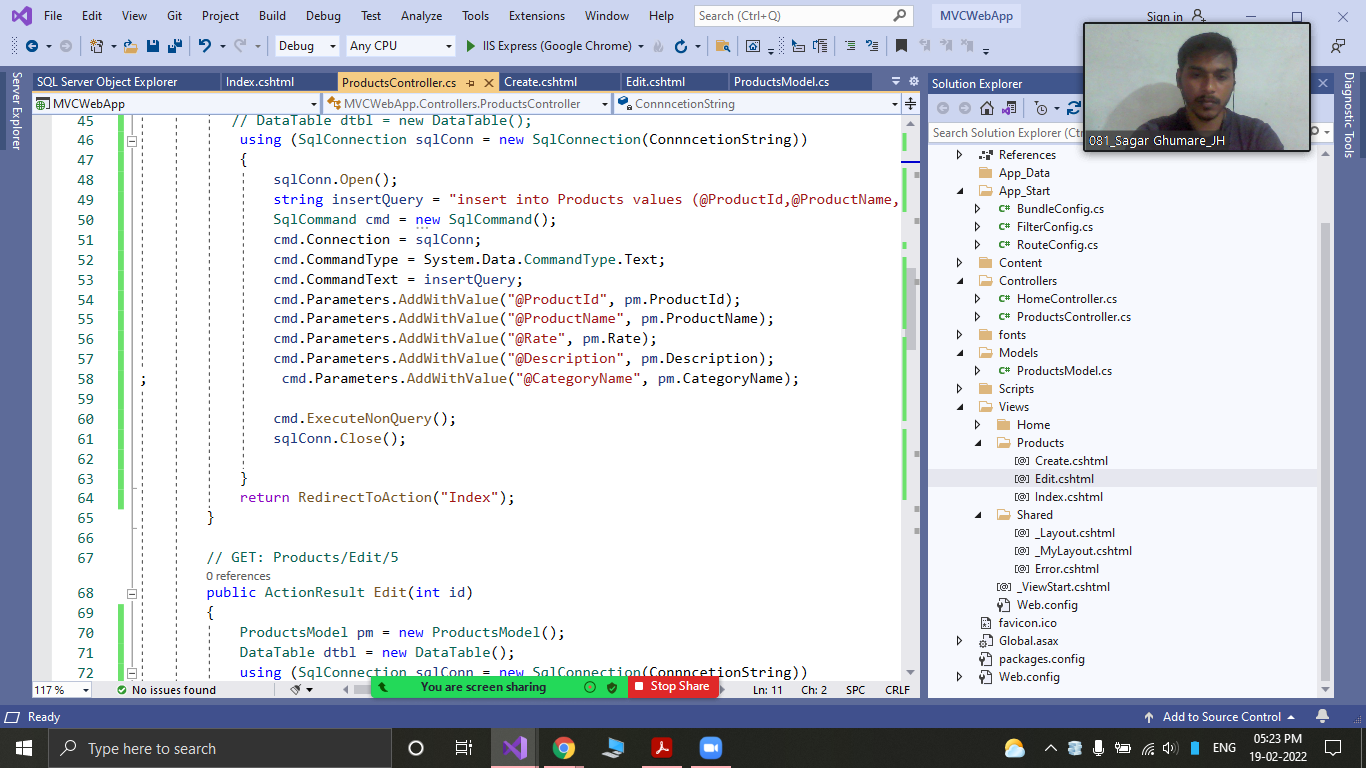 File Edit View Git Project Build Debug Test Analyze Tools Extensions Window Help Search (Ctrl+Q) MVCWebApp Sign in
Debug Any CPU IIS Express (Google Chrome)
Server Explorer
SQL Server Object Explorer Index.cshtml ProductsController.cs Create.cshtml Edit.cshtml ProductsModel.cs
MVCWebApp MVCWebApp.Controllers.ProductsController ConnncetionString
45 // DataTable dtbl = new DataTable();
46 using (SqlConnection sqlConn = new SqlConnection(ConnncetionString))
47 {
48 sqlConn.Open();
49 string insertQuery = "insert into Products values (@ProductId,@ProductName,
50 SqlCommand cmd = new SqlCommand();
51 cmd.Connection = sqlConn;
52 cmd.CommandType = System.Data.CommandType.Text;
53 cmd.CommandText = insertQuery;
54 cmd.Parameters.AddWithValue("@ProductId", pm.ProductId);
55 cmd.Parameters.AddWithValue("@ProductName", pm.ProductName);
56 cmd.Parameters.AddWithValue("@Rate", pm.Rate);
57 cmd.Parameters.AddWithValue("@Description", pm.Description);
58 ; cmd.Parameters.AddWithValue("@CategoryName", pm.CategoryName);
59
60 cmd.ExecuteNonQuery();
61 sqlConn.Close();
62
63 }
64 return RedirectToAction("Index");
65 }
66
67 // GET: Products/Edit/5
0 references
68 public ActionResult Edit(int id)
69 {
70 ProductsModel pm = new ProductsModel();
71 DataTable dtbl = new DataTable();
72 using (SqlConnection sqlConn = new SqlConnection(ConnncetionString))
117 % No issues found Ln: 11 Ch: 2 SPC CRLF
You are screen sharing Stop Share
Solution Explorer
Search Solution Explorer (Ctr
081_Sagar Ghumare_JH
Diagnostic Tools
References
App_Data
App_Start
C# BundleConfig.cs
C# FilterConfig.cs
C# RouteConfig.cs
Content
Controllers
C# HomeController.cs
C# ProductsController.cs
fonts
Models
C# ProductsModel.cs
Scripts
Views
Home
Products
[@] Create.cshtml
[@] Edit.cshtml
[@] Index.cshtml
Shared
[@] _Layout.cshtml
[@] _MyLayout.cshtml
[@] Error.cshtml
[@] _ViewStart.cshtml
Web.config
favicon.ico
Global.asax
packages.config
Web.config
Ready Add to Source Control
Type here to search ENG 05:23 PM
19-02-2022